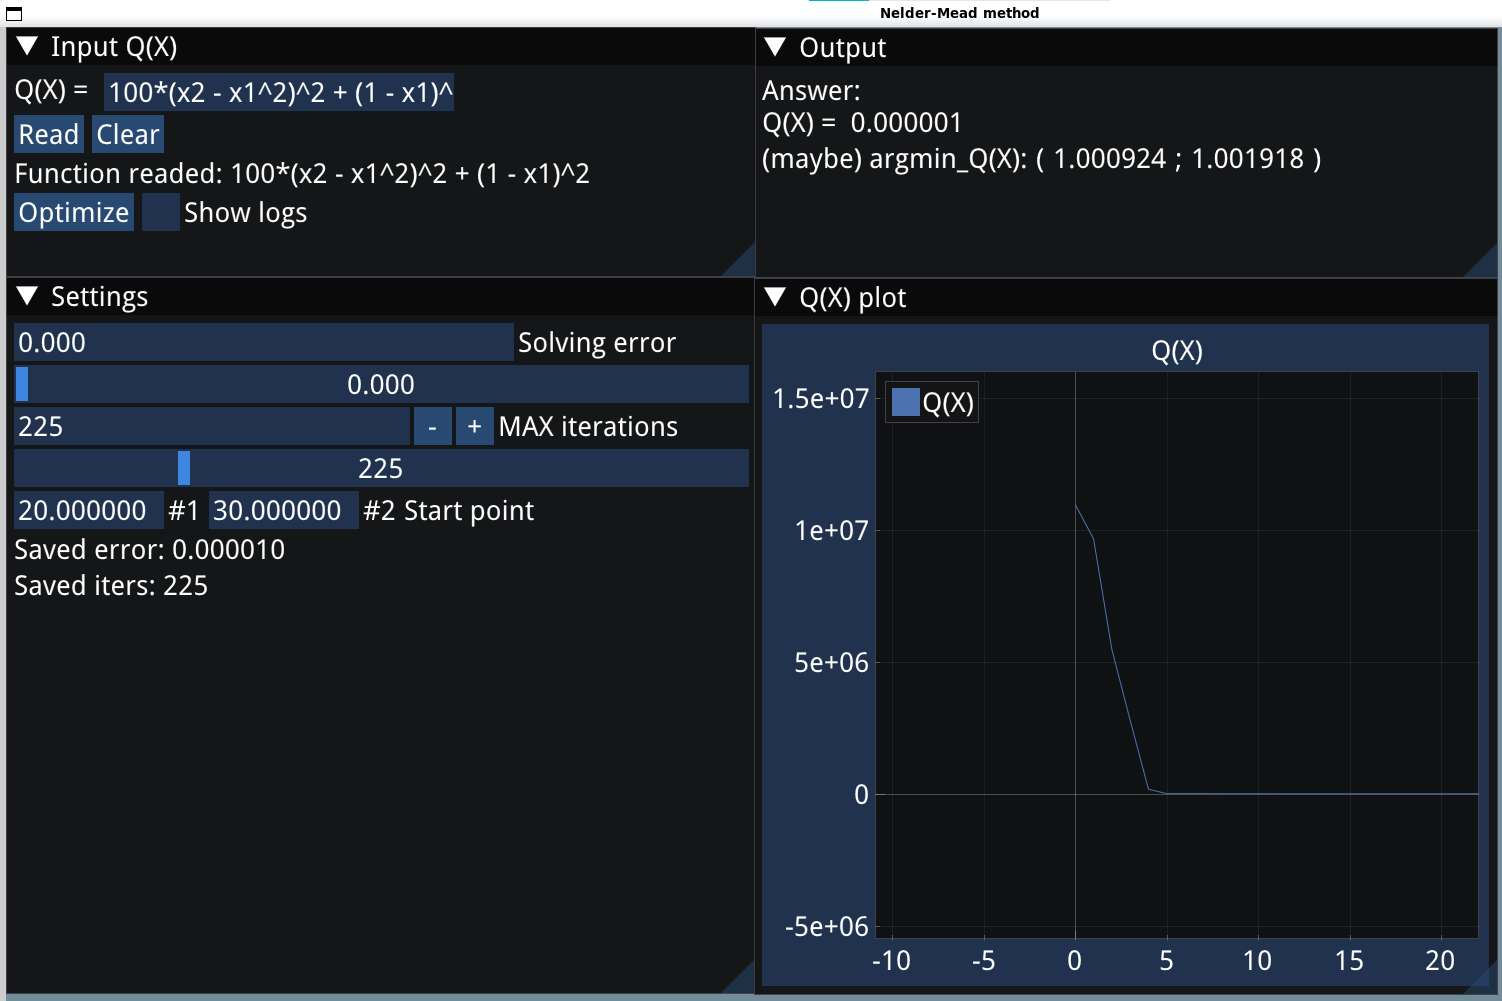 Nelder-Mead method
Input Q(X)
Q(X) = 100*(x2 - x1^2)^2 + (1 - x1)^
Read Clear
Function readed: 100*(x2 - x1^2)^2 + (1 - x1)^2
Optimize Show logs
Output
Answer:
Q(X) = 0.000001
(maybe) argmin_Q(X): ( 1.000924 ; 1.001918 )
Settings
0.000 Solving error
0.000
225 - + MAX iterations
225
20.000000 #1 30.000000 #2 Start point
Saved error: 0.000010
Saved iters: 225
Q(X) plot
Q(X)
Q(X)
1.5e+07
1e+07
5e+06
0
-5e+06
-10 -5 0 5 10 15 20